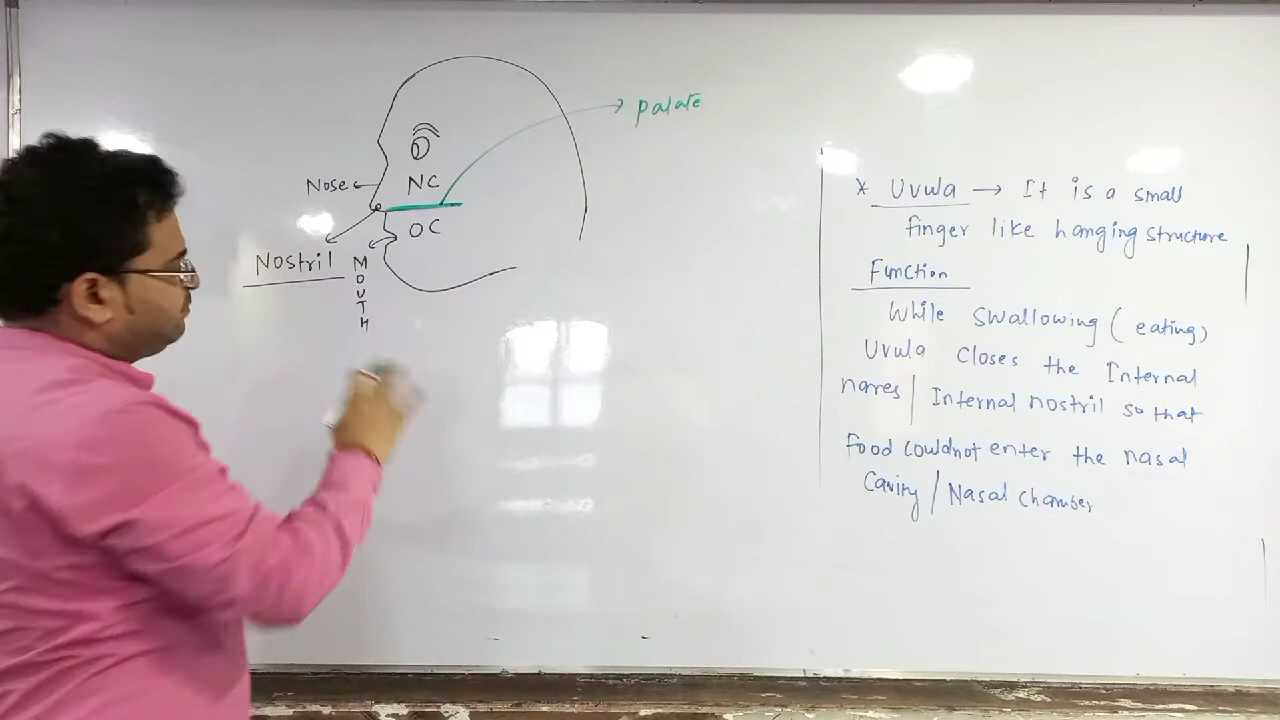 palate
Nose
NC
OC
Nostril
MOUTH
* Uvula → It is a small
finger like hanging structure
Function
While swallowing (eating)
Uvula closes the Internal
nares | Internal nostril so that
Food couldnot enter the nasal
Cavity / Nasal chamber